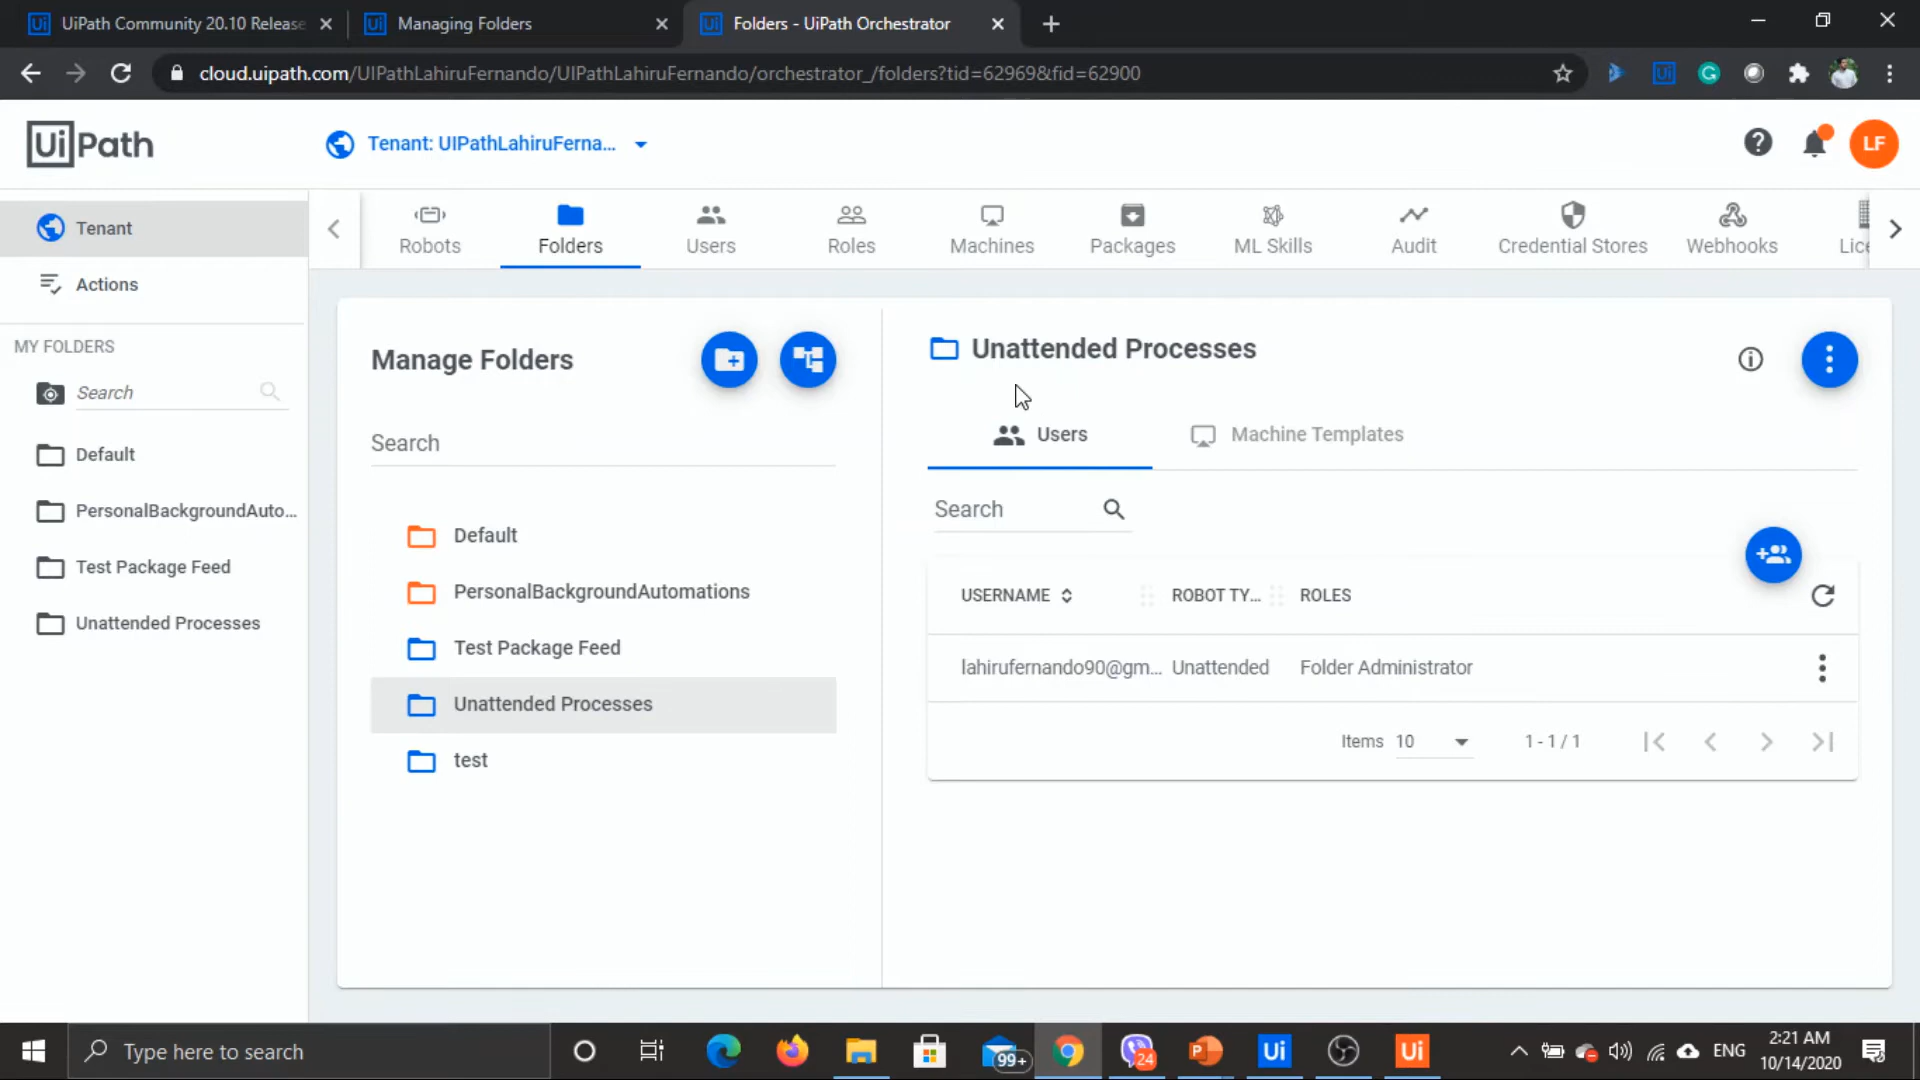 UiPath Community 20.10 Release
Managing Folders
Folders - UiPath Orchestrator
cloud.uipath.com/UIPathLahiruFernando/UIPathLahiruFernando/orchestrator_/folders?tid=62969&fid=62900
UiPath
Tenant: UIPathLahiruFerna...
LF
Tenant
Actions
MY FOLDERS
Search
Default
PersonalBackgroundAuto...
Test Package Feed
Unattended Processes
Robots
Folders
Users
Roles
Machines
Packages
ML Skills
Audit
Credential Stores
Webhooks
Manage Folders
Search
Default
PersonalBackgroundAutomations
Test Package Feed
Unattended Processes
test
Unattended Processes
Users
Machine Templates
Search
USERNAME ROBOT TY... ROLES
lahirufernando90@gm... Unattended Folder Administrator
Items 10 1 - 1 / 1
Type here to search
99+
24
Ui
Ui
ENG
2:21 AM
10/14/2020